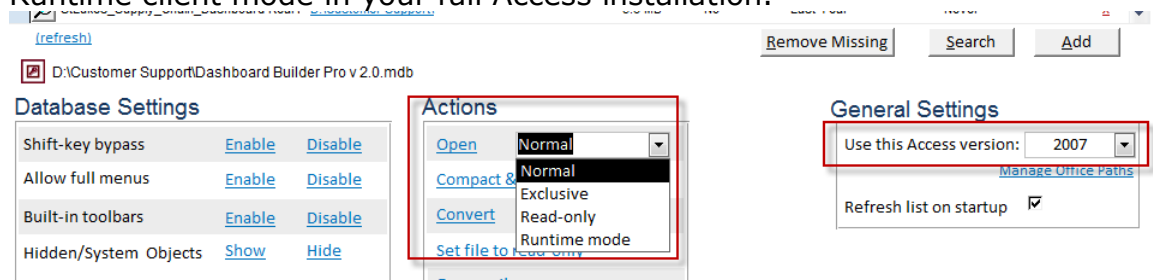 Runtime client mode in your full Access installation.
(refresh)
Remove Missing Search Add
D:\Customer Support\Dashboard Builder Pro v 2.0.mdb
Database Settings
Shift-key bypass Enable Disable
Allow full menus Enable Disable
Built-in toolbars Enable Disable
Hidden/System Objects Show Hide
Actions
Open Normal
Compact &
Normal
Exclusive
Convert
Read-only
Runtime mode
Set file to read-only
General Settings
Use this Access version: 2007
Manage Office Paths
Refresh list on startup